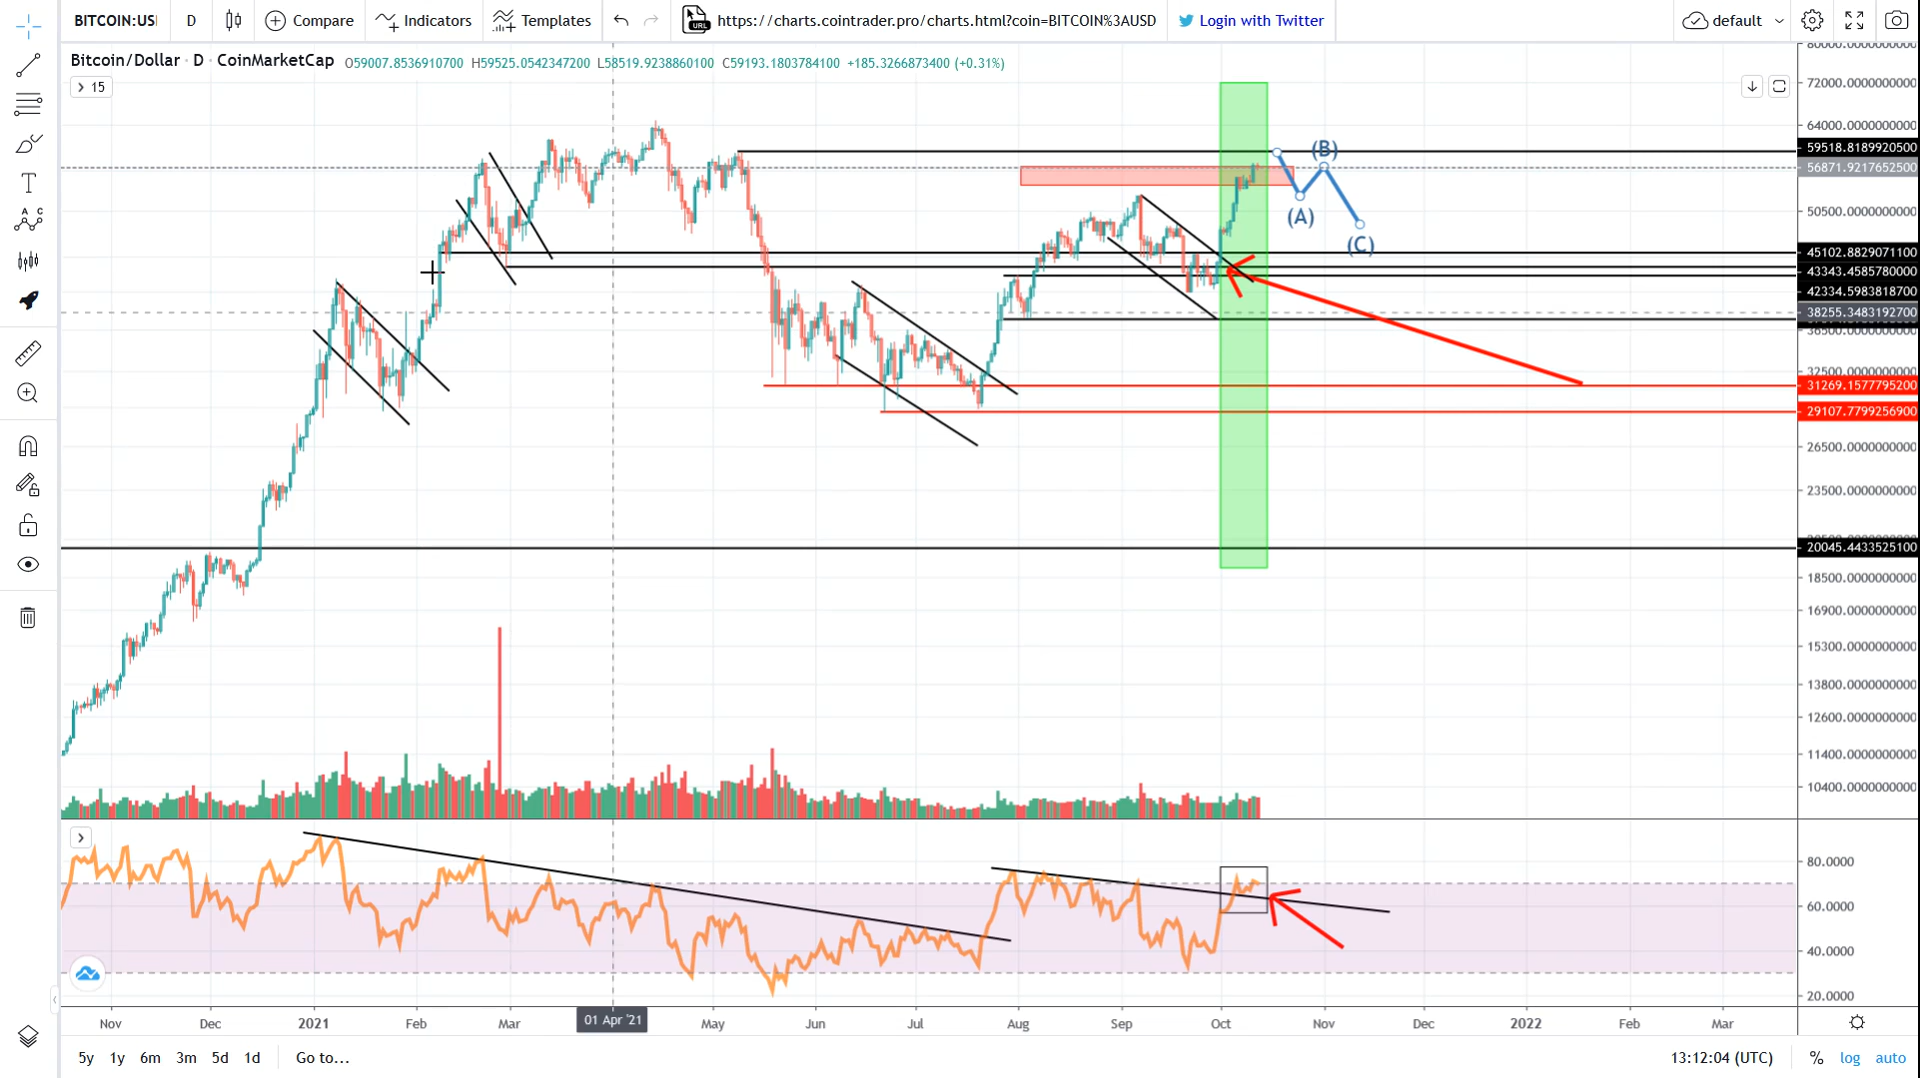 BITCOIN:US
D
Compare
Indicators
Templates
URL
https://charts.cointrader.pro/charts.html?coin=BITCOIN%3AUSD
Login with Twitter
default
Bitcoin/Dollar · D · CoinMarketCap
O59007.8536910700 H59525.0542347200 L58519.9238860100 C59193.1803784100 +185.3266873400 (+0.31%)
15
80000.0000000000
72000.0000000000
64000.0000000000
59518.8189920500
56871.9217652500
50500.0000000000
45102.8829071100
43343.4585780000
42334.5983818700
38255.3483192700
36500.0000000000
32500.0000000000
31269.1577795200
29107.7799256900
26500.0000000000
23500.0000000000
20045.4433525100
18500.0000000000
16900.0000000000
15300.0000000000
13800.0000000000
12600.0000000000
11400.0000000000
10400.0000000000
(B)
(A)
(C)
80.0000
60.0000
40.0000
20.0000
Nov
Dec
2021
Feb
Mar
01 Apr '21
May
Jun
Jul
Aug
Sep
Oct
Nov
Dec
2022
Feb
Mar
5y 1y 6m 3m 5d 1d
Go to...
13:12:04 (UTC)
% log auto